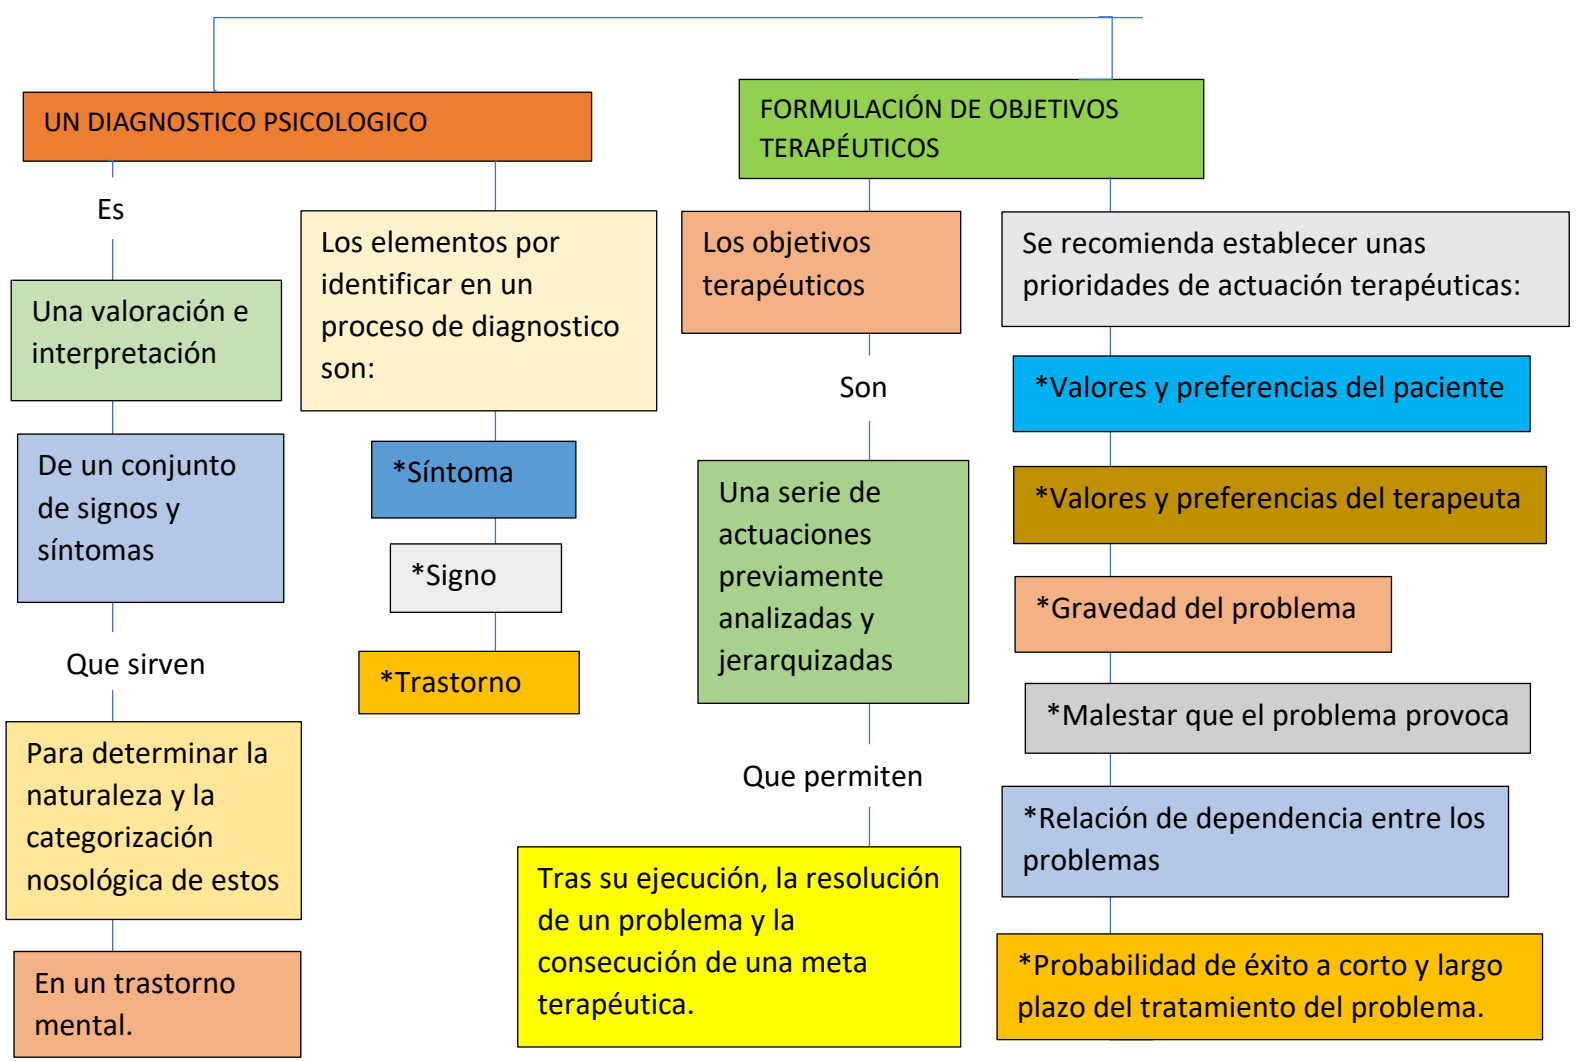 UN DIAGNOSTICO PSICOLOGICO
Es
Una valoración e
interpretación
De un conjunto
de signos y
síntomas
Que sirven
Para determinar la
naturaleza y la
categorización
nosológica de estos
En un trastorno
mental.
Los elementos por
identificar en un
proceso de diagnostico
son:
*Síntoma
*Signo
*Trastorno
FORMULACIÓN DE OBJETIVOS
TERAPÉUTICOS
Los objetivos
terapéuticos
Son
Una serie de
actuaciones
previamente
analizadas y
jerarquizadas
Que permiten
Tras su ejecución, la resolución
de un problema y la
consecución de una meta
terapéutica.
Se recomienda establecer unas
prioridades de actuación terapéuticas:
*Valores y preferencias del paciente
*Valores y preferencias del terapeuta
*Gravedad del problema
*Malestar que el problema provoca
*Relación de dependencia entre los
problemas
*Probabilidad de éxito a corto y largo
plazo del tratamiento del problema.